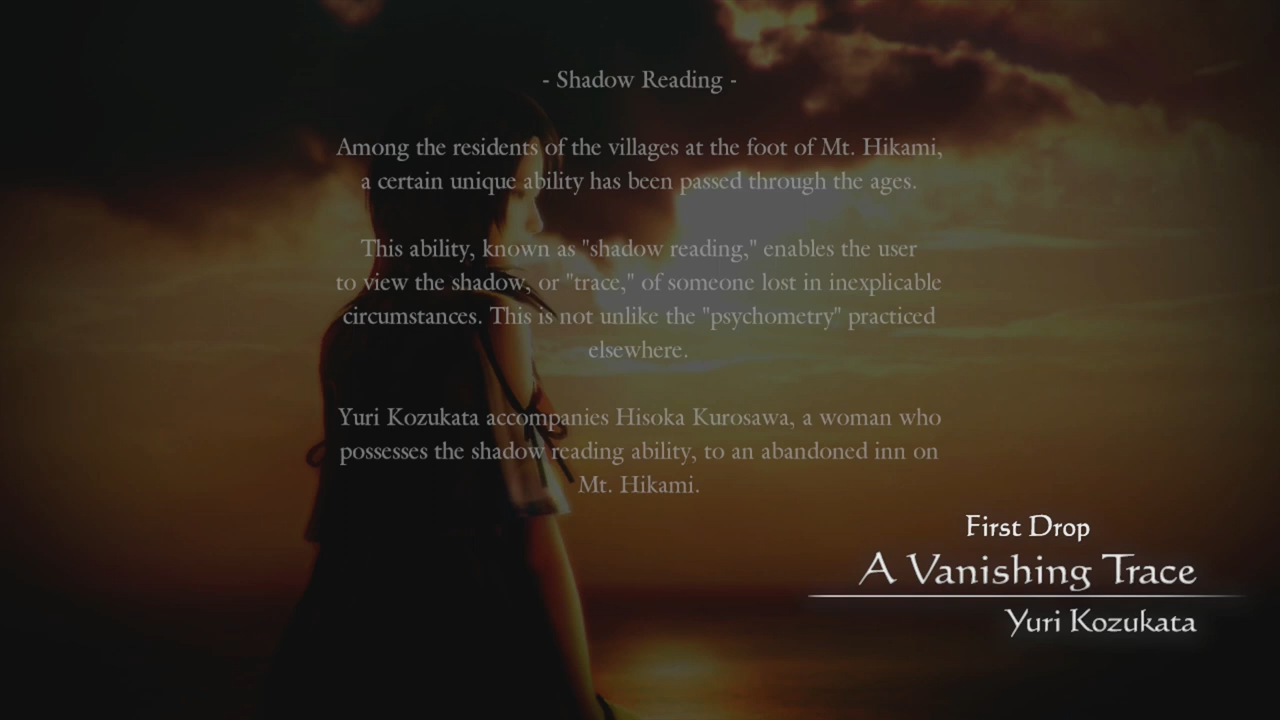 - Shadow Reading -
Among the residents of the villages at the foot of Mt. Hikami,
a certain unique ability has been passed through the ages.
This ability, known as "shadow reading," enables the user
to view the shadow, or "trace," of someone lost in inexplicable
circumstances. This is not unlike the "psychometry" practiced
elsewhere.
Yuri Kozukata accompanies Hisoka Kurosawa, a woman who
possesses the shadow reading ability, to an abandoned inn on
Mt. Hikami.
First Drop
A Vanishing Trace
Yuri Kozukata